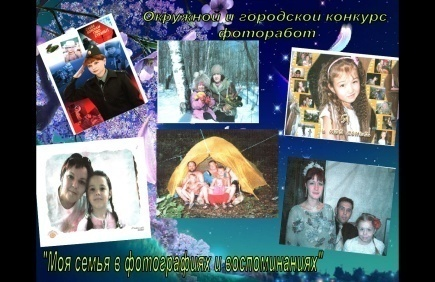 Окружной и городской конкурс
фоторабот
"Моя семья в фотографиях и воспоминаниях"